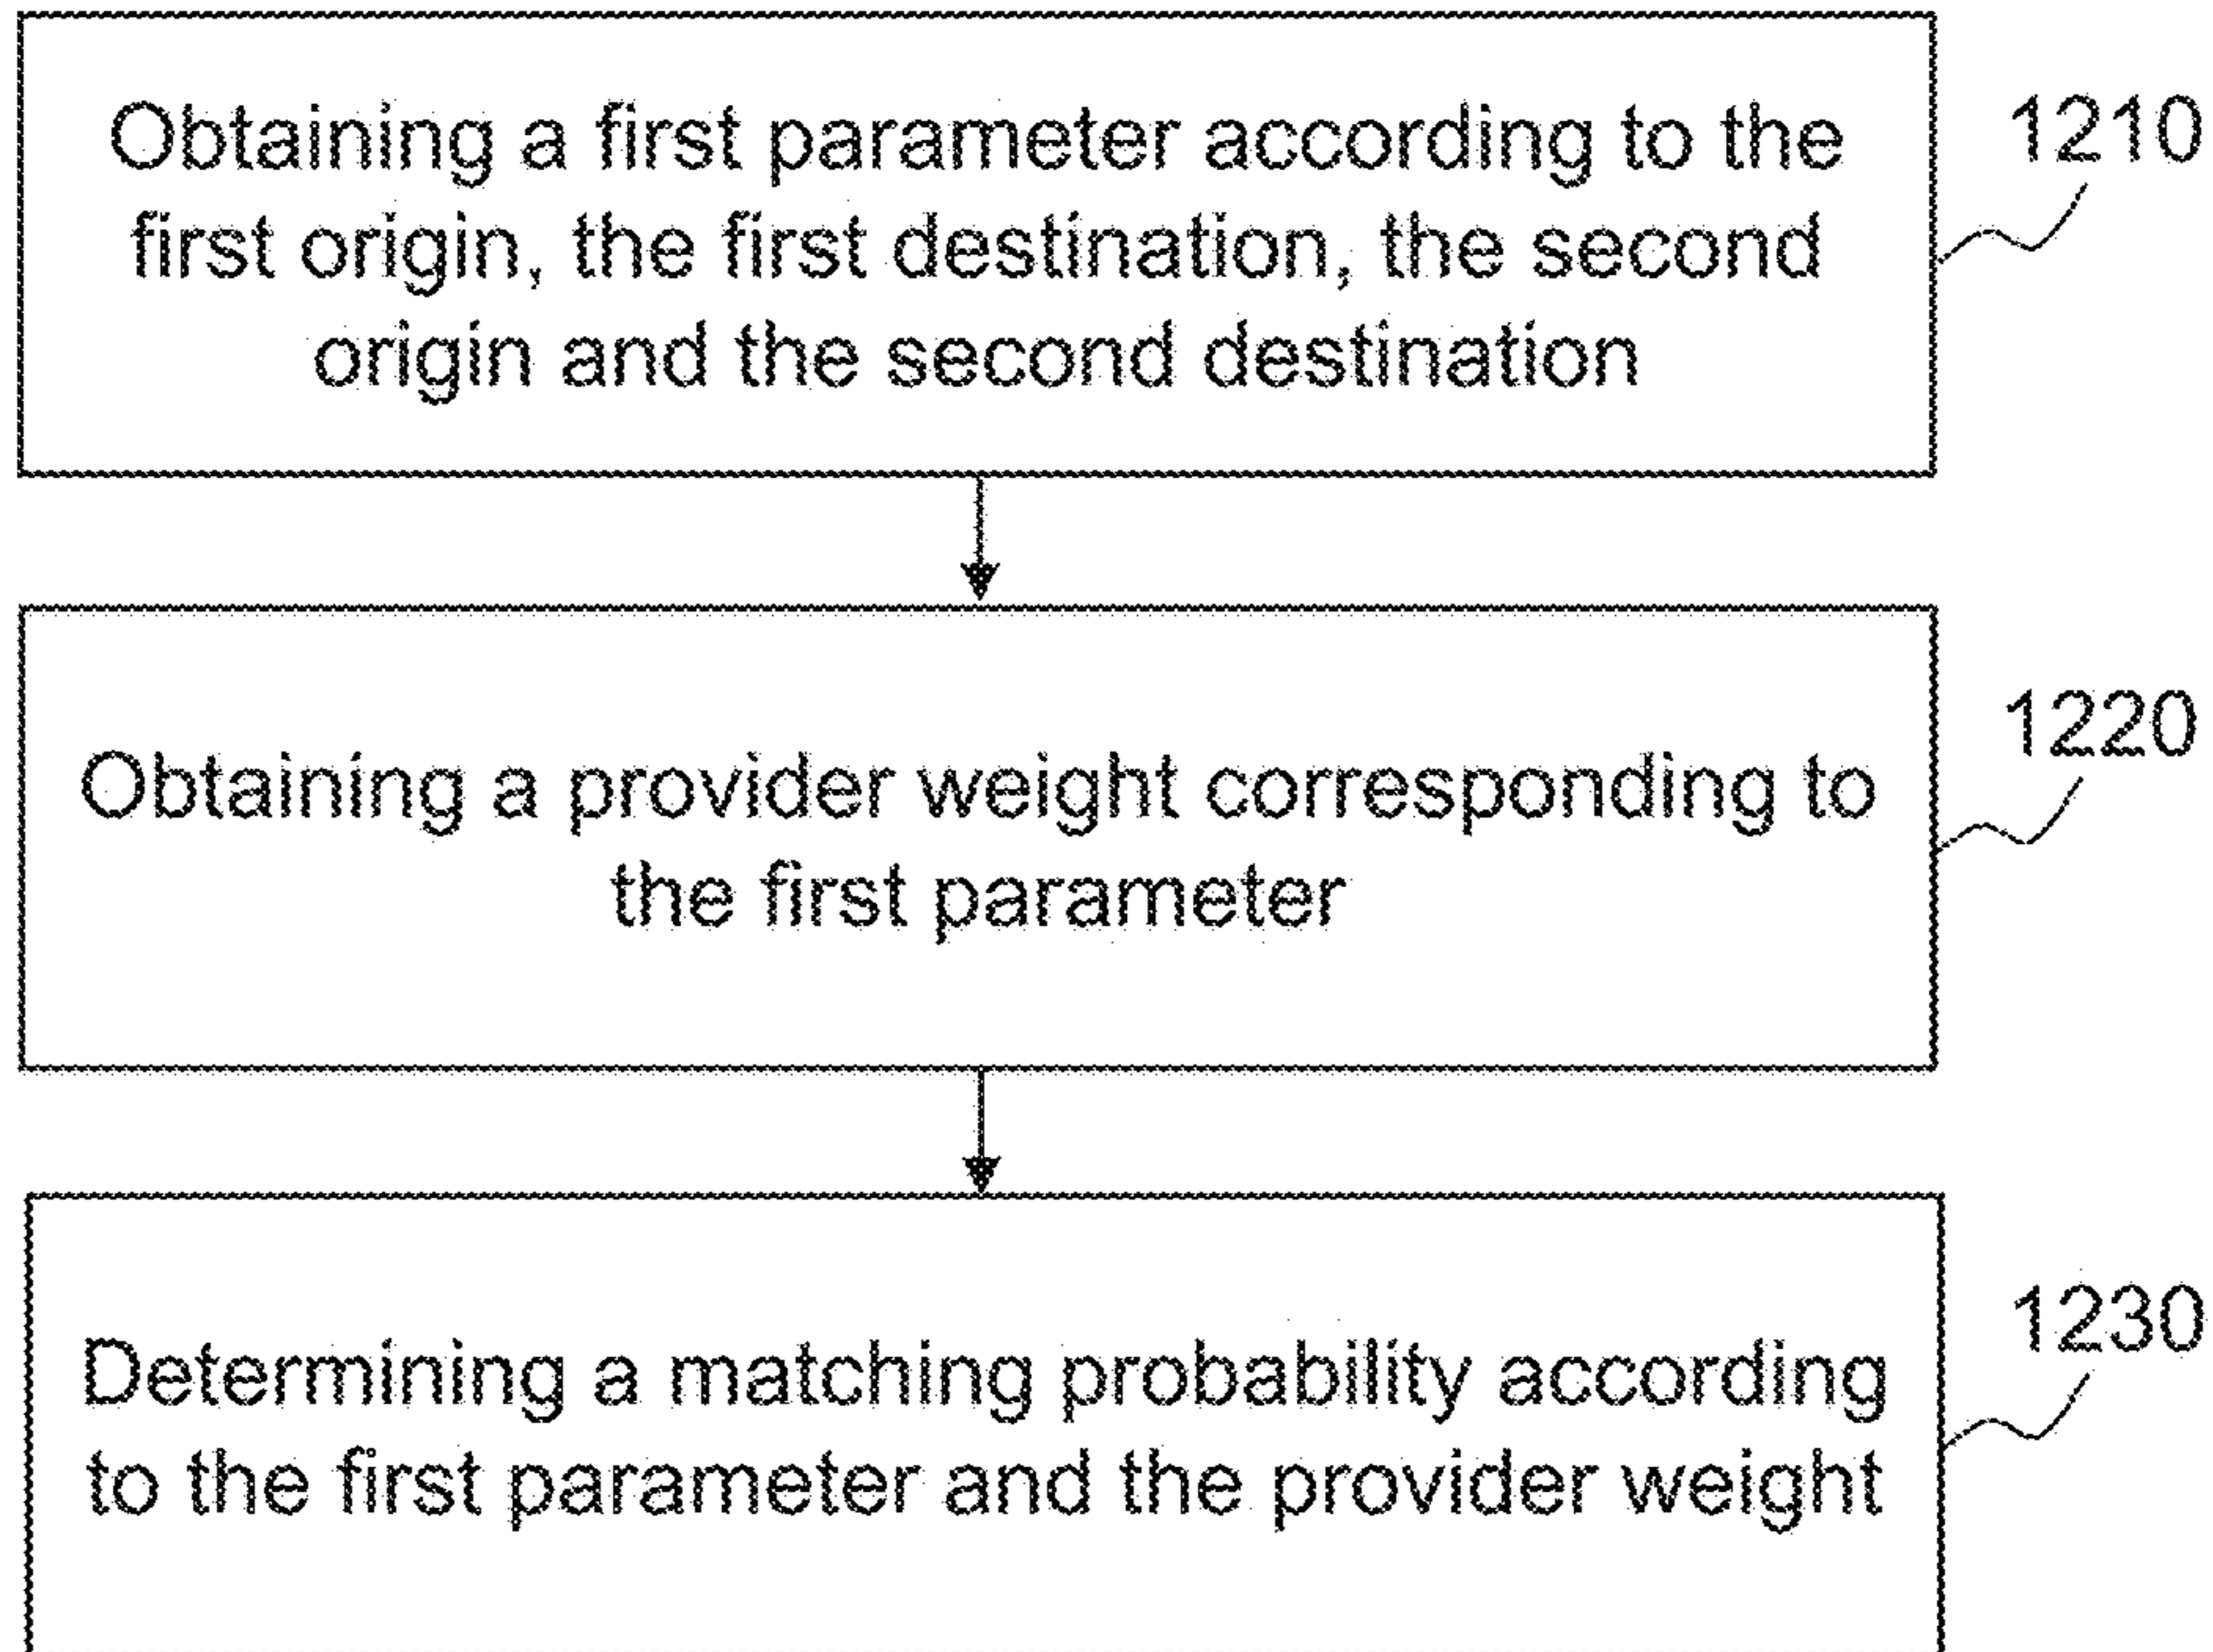 Obtaining a first parameter according to the
first origin, the first destination, the second
origin and the second destination
1210
Obtaining a provider weight corresponding to
the first parameter
1220
Determining a matching probability according
to the first parameter and the provider weight
1230